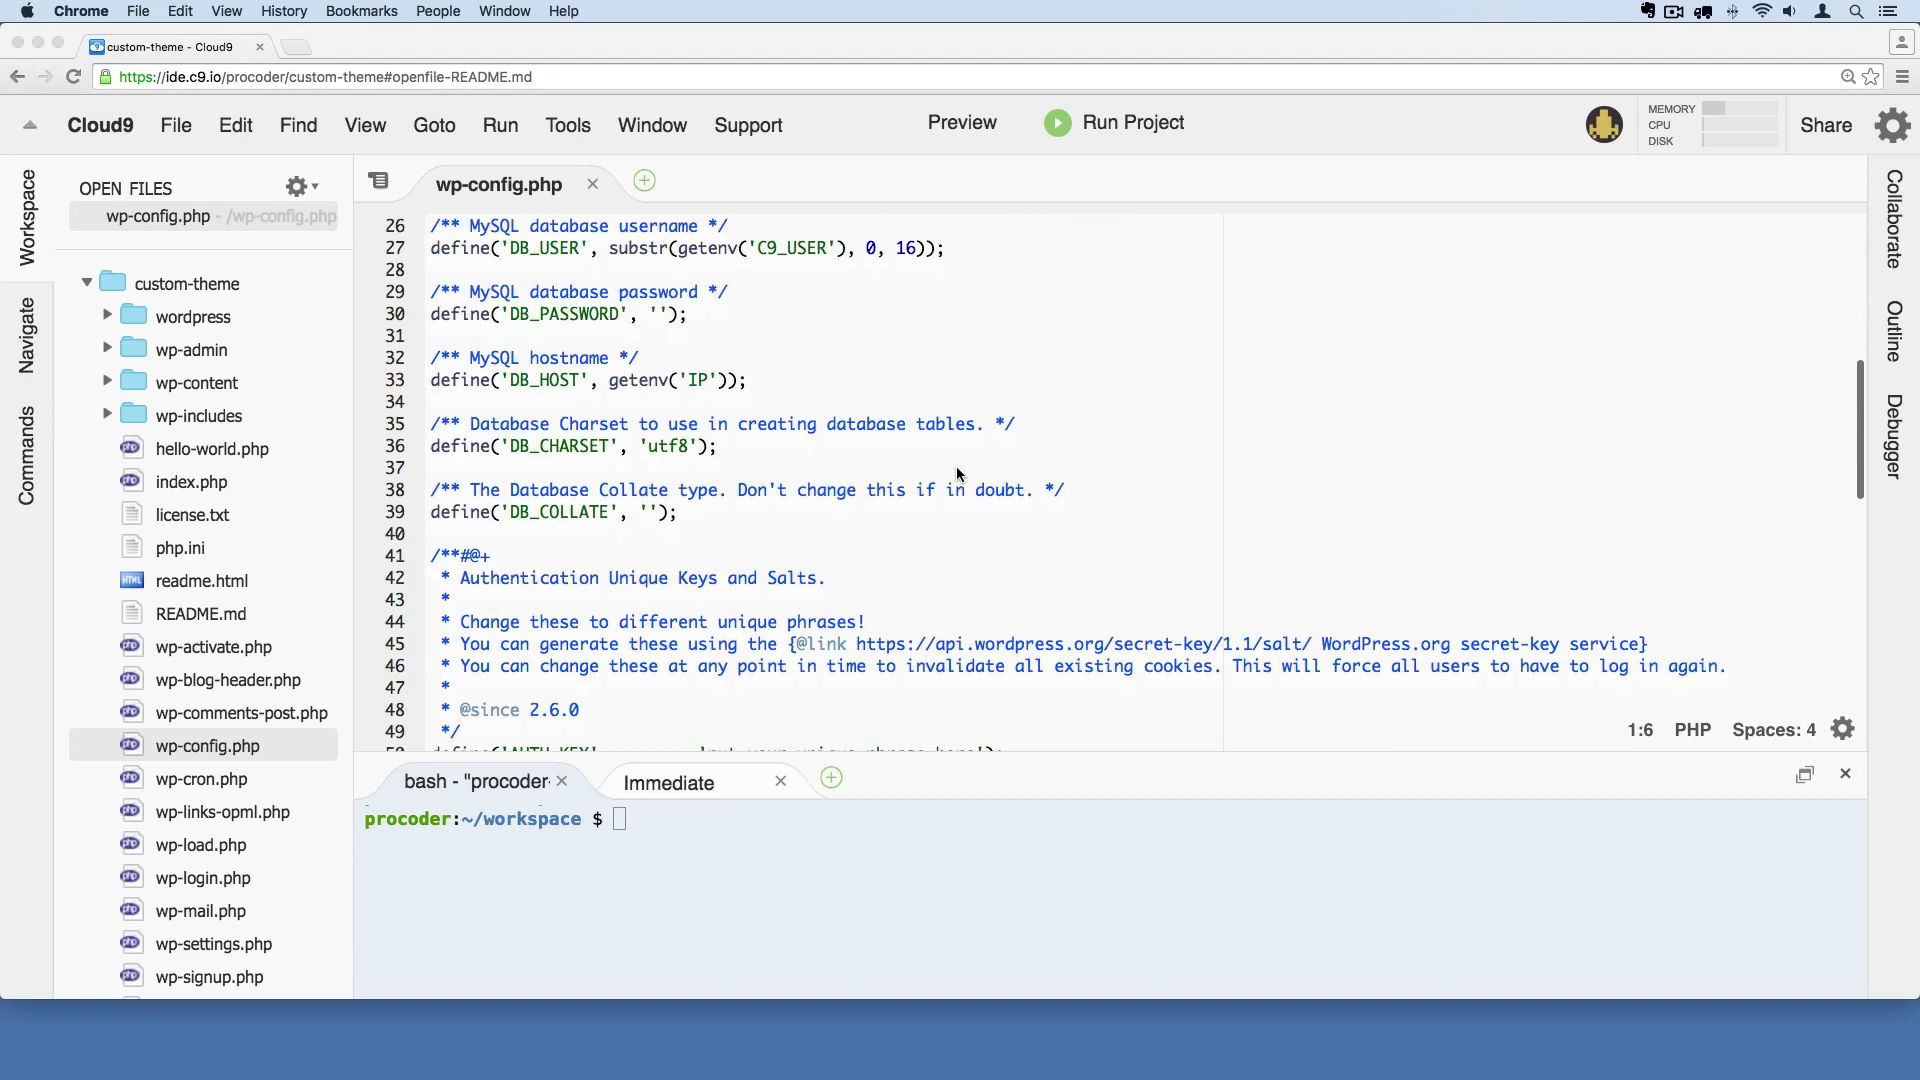 Chrome File Edit View History Bookmarks People Window Help
custom-theme - Cloud9
https://ide.c9.io/procoder/custom-theme#openfile-README.md
Cloud9 File Edit Find View Goto Run Tools Window Support Preview Run Project MEMORY CPU DISK Share
Workspace
Navigate
Commands
OPEN FILES
wp-config.php - /wp-config.php
custom-theme
wordpress
wp-admin
wp-content
wp-includes
hello-world.php
index.php
license.txt
php.ini
HTML readme.html
README.md
php wp-activate.php
php wp-blog-header.php
php wp-comments-post.php
php wp-config.php
php wp-cron.php
php wp-links-opml.php
php wp-load.php
php wp-login.php
php wp-mail.php
php wp-settings.php
php wp-signup.php
wp-config.php
26 /** MySQL database username */
27 define('DB_USER', substr(getenv('C9_USER'), 0, 16));
28
29 /** MySQL database password */
30 define('DB_PASSWORD', '');
31
32 /** MySQL hostname */
33 define('DB_HOST', getenv('IP'));
34
35 /** Database Charset to use in creating database tables. */
36 define('DB_CHARSET', 'utf8');
37
38 /** The Database Collate type. Don't change this if in doubt. */
39 define('DB_COLLATE', '');
40
41 /**#@+
42 * Authentication Unique Keys and Salts.
43 *
44 * Change these to different unique phrases!
45 * You can generate these using the {@link https://api.wordpress.org/secret-key/1.1/salt/ WordPress.org secret-key service}
46 * You can change these at any point in time to invalidate all existing cookies. This will force all users to have to log in again.
47 *
48 * @since 2.6.0
49 */
1:6 PHP Spaces: 4
bash - "procoder Immediate
procoder:~/workspace $
Collaborate
Outline
Debugger